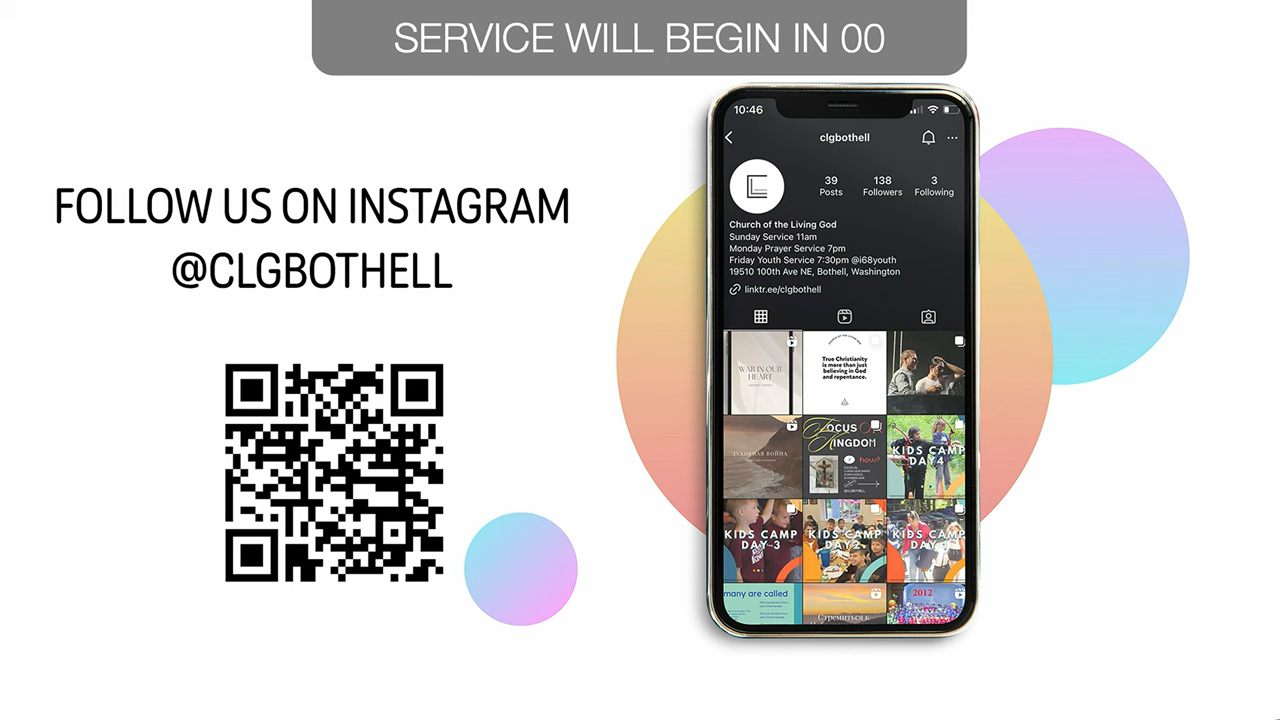 SERVICE WILL BEGIN IN 00
FOLLOW US ON INSTAGRAM
@CLGBOTHELL
10:46
clgbothell
39
Posts
138
Followers
3
Following
Church of the Living God
Sunday Service 11am
Monday Prayer Service 7pm
Friday Youth Service 7:30pm @i68youth
19510 100th Ave NE, Bothell, Washington
linktr.ee/clgbothell
WAR IN OUR
HEART
True Christianity
is more than just
believing in God
and repentance.
ДУХОВНАЯ ВОЙНА
FOCUS ON
KINGDOM
how?
@CLGBOTHELL
KIDS CAMP
DAY 4
KIDS CAMP
DAY 3
KIDS CAMP
DAY 2
KIDS CAMP
DAY
many are called
Стремиться к
2012